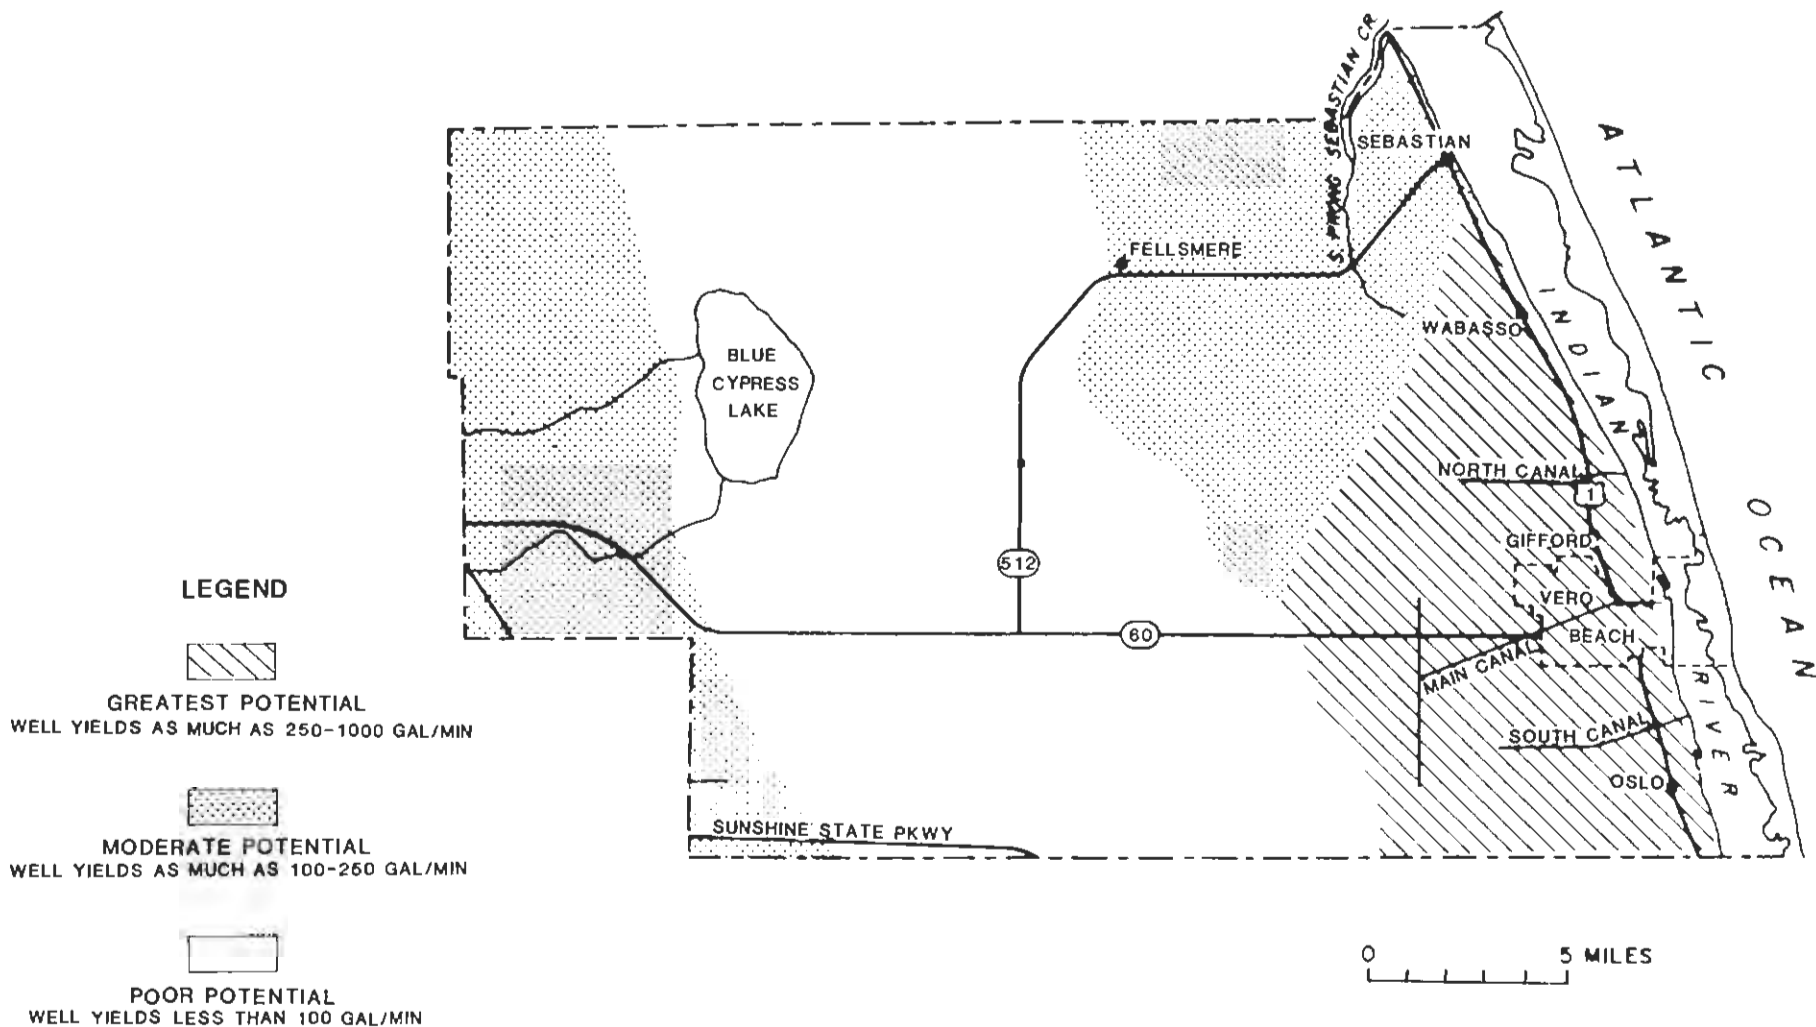 S. PRONG SEBASTIAN CR.
SEBASTIAN
ATLANTIC
OCEAN
FELLSMERE
INDIAN
RIVER
WABASSO
BLUE
CYPRESS
LAKE
NORTH CANAL
1
GIFFORD
512
VERO
BEACH
60
MAIN CANAL
SOUTH CANAL
OSLO
SUNSHINE STATE PKWY
LEGEND
GREATEST POTENTIAL
WELL YIELDS AS MUCH AS 250-1000 GAL/MIN
MODERATE POTENTIAL
WELL YIELDS AS MUCH AS 100-250 GAL/MIN
POOR POTENTIAL
WELL YIELDS LESS THAN 100 GAL/MIN
0 5 MILES